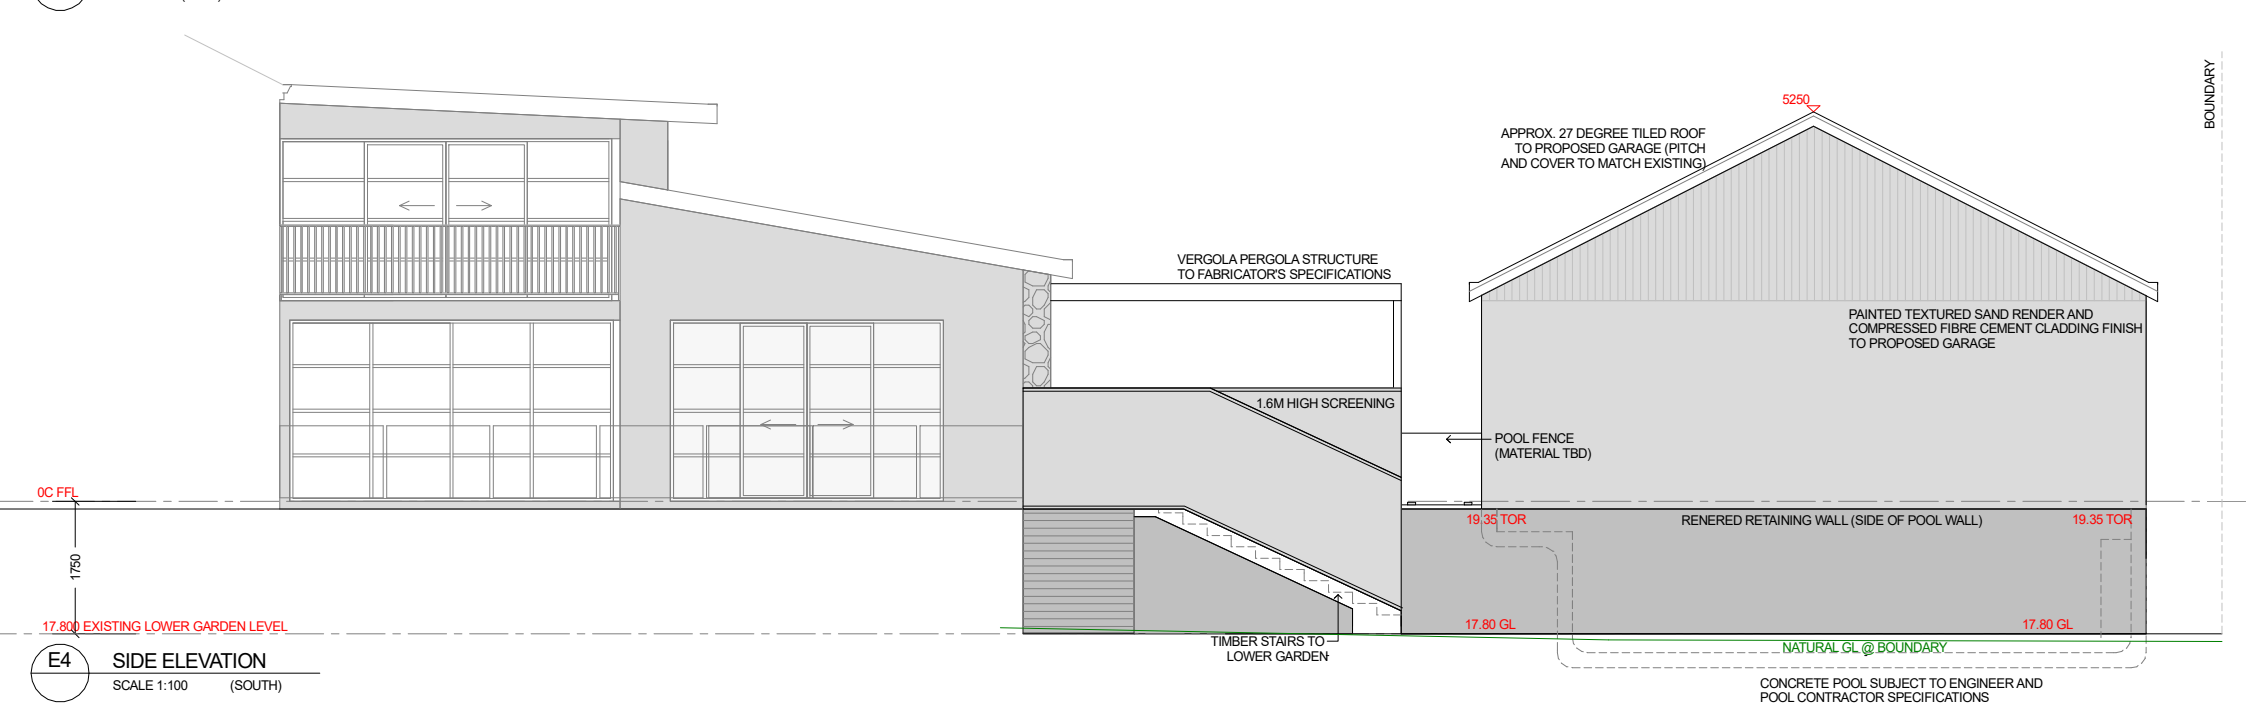 BOUNDARY
5250
APPROX. 27 DEGREE TILED ROOF
TO PROPOSED GARAGE (PITCH
AND COVER TO MATCH EXISTING)
VERGOLA PERGOLA STRUCTURE
TO FABRICATOR'S SPECIFICATIONS
PAINTED TEXTURED SAND RENDER AND
COMPRESSED FIBRE CEMENT CLADDING FINISH
TO PROPOSED GARAGE
1.6M HIGH SCREENING
POOL FENCE
(MATERIAL TBD)
0C FFL
19.35 TOR
RENERED RETAINING WALL (SIDE OF POOL WALL)
19.35 TOR
1750
17.800 EXISTING LOWER GARDEN LEVEL
17.80 GL
17.80 GL
TIMBER STAIRS TO
LOWER GARDEN
NATURAL GL @ BOUNDARY
E4
SIDE ELEVATION
SCALE 1:100 (SOUTH)
CONCRETE POOL SUBJECT TO ENGINEER AND
POOL CONTRACTOR SPECIFICATIONS